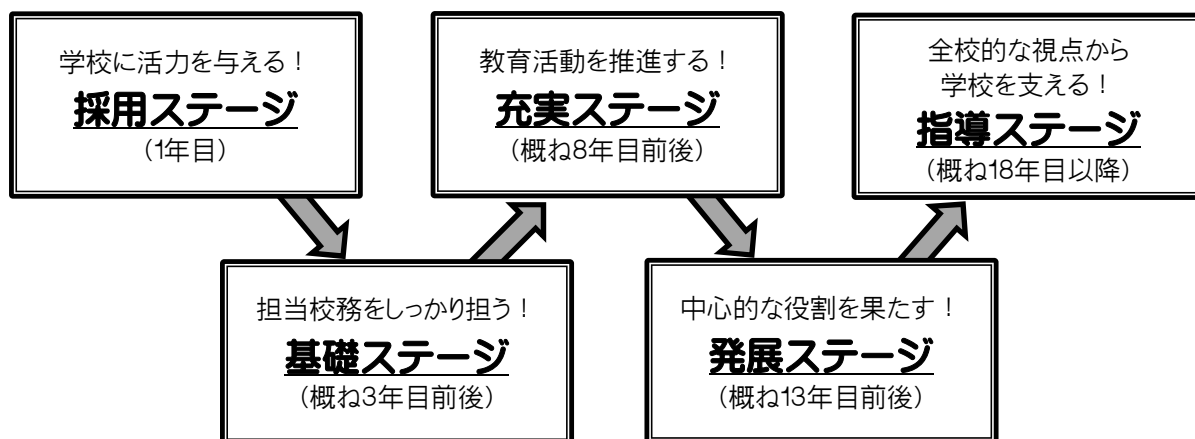 学校に活力を与える！
採用ステージ
（1年目）
担当校務をしっかり担う！
基礎ステージ
（概ね3年目前後）
教育活動を推進する！
充実ステージ
（概ね8年目前後）
中心的な役割を果たす！
発展ステージ
（概ね13年目前後）
全校的な視点から
学校を支える！
指導ステージ
（概ね18年目以降）